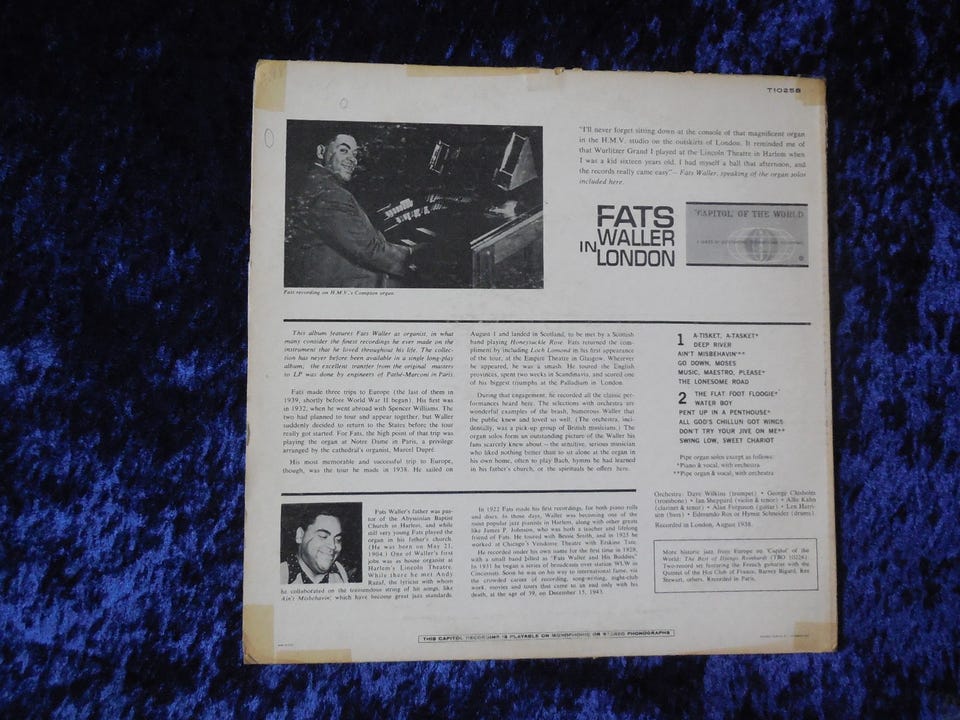 T10258
"I'll never forget sitting down at the console of that magnificent organ
in the H.M.V. studio on the outskirts of London. It reminded me of
that Wurlitzer Grand I played at the Lincoln Theatre in Harlem when
I was a kid sixteen years old. I had myself a ball that afternoon, and
the records really came easy."— Fats Waller, speaking of the organ solos
included here.
FATS
WALLER
IN
LONDON
"CAPITOL" OF THE WORLD
Fats recording on H.M.V.'s Compton organ.
This album features Fats Waller as organist, in what
many consider the finest recordings he ever made on the
instrument that he loved throughout his life. The collec-
tion has never before been available in a single long-play
album; the excellent transfer from the original masters
to LP was done by engineers of Pathé-Marconi in Paris.
Fats made three trips to Europe (the last of them in
1939, shortly before World War II began). His first was
in 1932, when he went abroad with Spencer Williams. The
two had planned to tour and appear together, but Waller
suddenly decided to return to the States before the tour
really got started. For Fats, the high point of that trip was
playing the organ at Notre Dame in Paris, a privilege
arranged by the cathedral's organist, Marcel Dupré.
His most memorable and successful trip to Europe,
though, was the tour he made in 1938. He sailed on
August 1 and landed in Scotland, to be met by a Scottish
band playing Honeysuckle Rose. Fats returned the com-
pliment by including Loch Lomond in his first appearance
of the tour, at the Empire Theatre in Glasgow. Wherever
he appeared, he was a smash. He toured the English
provinces, spent two weeks in Scandinavia, and scored one
of his biggest triumphs at the Palladium in London.
During that engagement, he recorded all the classic per-
formances heard here. The selections with orchestra are
wonderful examples of the brash, humorous Waller that
the public knew and loved so well. (The orchestra, inci-
dentally, was a pick-up group of British musicians.) The
organ solos form an outstanding picture of the Waller his
fans scarcely knew about — the sensitive, serious musician
who liked nothing better than to sit alone at the organ in
his own home, often to play Bach, hymns he had learned
in his father's church, or the spirituals he offers here.
1 A-TISKET, A-TASKET*
DEEP RIVER
AIN'T MISBEHAVIN'**
GO DOWN, MOSES
MUSIC, MAESTRO, PLEASE*
THE LONESOME ROAD
2 THE FLAT FOOT FLOOGIE*
WATER BOY
PENT UP IN A PENTHOUSE*
ALL GOD'S CHILLUN GOT WINGS
DON'T TRY YOUR JIVE ON ME**
SWING LOW, SWEET CHARIOT
Pipe organ solos except as follows:
*Piano & vocal, with orchestra
**Pipe organ & vocal, with orchestra
Orchestra: Dave Wilkins (trumpet) • George Chisholm
(trombone) • Ian Sheppard (violin & tenor) • Alfie Kahn
(clarinet & tenor) • Alan Ferguson (guitar) • Len Harri-
son (bass) • Edmundo Ros or Hymie Schneider (drums).
Recorded in London, August 1938.
More historic jazz from Europe on "Capitol" of the
World: The Best of Django Reinhardt (TBO 10226).
Two-record set featuring the French guitarist with the
Quintet of the Hot Club of France, Barney Bigard, Rex
Stewart, others. Recorded in Paris.
Fats Waller's father was pas-
tor of the Abyssinian Baptist
Church in Harlem, and while
still very young Fats played the
organ in his father's church.
(He was born on May 21,
1904.) One of Waller's first
jobs was as house organist at
Harlem's Lincoln Theatre.
While there he met Andy
Razaf, the lyricist with whom
he collaborated on the tremendous string of hit songs, like
Ain't Misbehavin', which have become great jazz standards.
In 1922 Fats made his first recordings, for both piano rolls
and discs. In those days, Waller was becoming one of the
most popular jazz pianists in Harlem, along with other greats
like James P. Johnson, who was both a teacher and lifelong
friend of Fats. He toured with Bessie Smith, and in 1925 he
worked at Chicago's Vendome Theatre with Erskine Tate.
He recorded under his own name for the first time in 1928,
with a small band billed as "Fats Waller and His Buddies."
In 1931 he began a series of broadcasts over station WLW in
Cincinnati. Soon he was on his way to international fame, via
the crowded career of recording, song-writing, night-club
work, movies and tours that came to an end only with his
death, at the age of 39, on December 15, 1943.
THIS CAPITOL RECORDING IS PLAYABLE ON MONOPHONIC OR STEREO PHONOGRAPHS